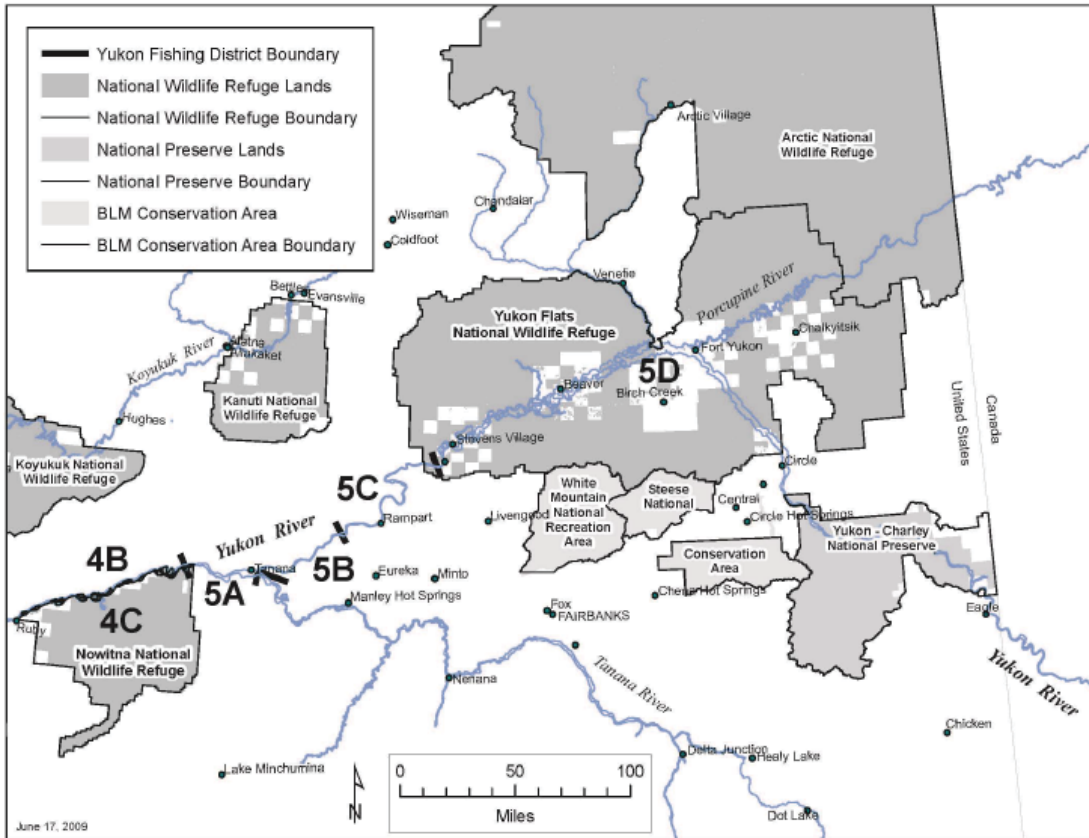 Yukon Fishing District Boundary
National Wildlife Refuge Lands
National Wildlife Refuge Boundary
National Preserve Lands
National Preserve Boundary
BLM Conservation Area
BLM Conservation Area Boundary
Arctic Village
Arctic National
Wildlife Refuge
Chandalar
Wiseman
Coldfoot
Venetie
Bettles
Evansville
Porcupine River
Yukon Flats
National Wildlife Refuge
Chalkyitsik
Koyukuk River
Alatna
Allakaket
Fort Yukon
5D
Beaver
Birch Creek
Kanuti National
Wildlife Refuge
Hughes
United States
Canada
Stevens Village
Koyukuk National
Wildlife Refuge
Circle
5C
White
Mountain
National
Recreation
Area
Steese
National
Central
Circle Hot Springs
Livengood
Rampart
Yukon River
Yukon - Charley
National Preserve
4B
5A
Tanana
5B
Eureka
Minto
Conservation
Area
Manley Hot Springs
Chena Hot Springs
4C
Ruby
Fox
FAIRBANKS
Eagle
Nowitna National
Wildlife Refuge
Tanana River
Nenana
Yukon River
Chicken
Delta Junction
Healy Lake
Lake Minchumina
Dot Lake
N
0 50 100
Miles
June 17, 2009